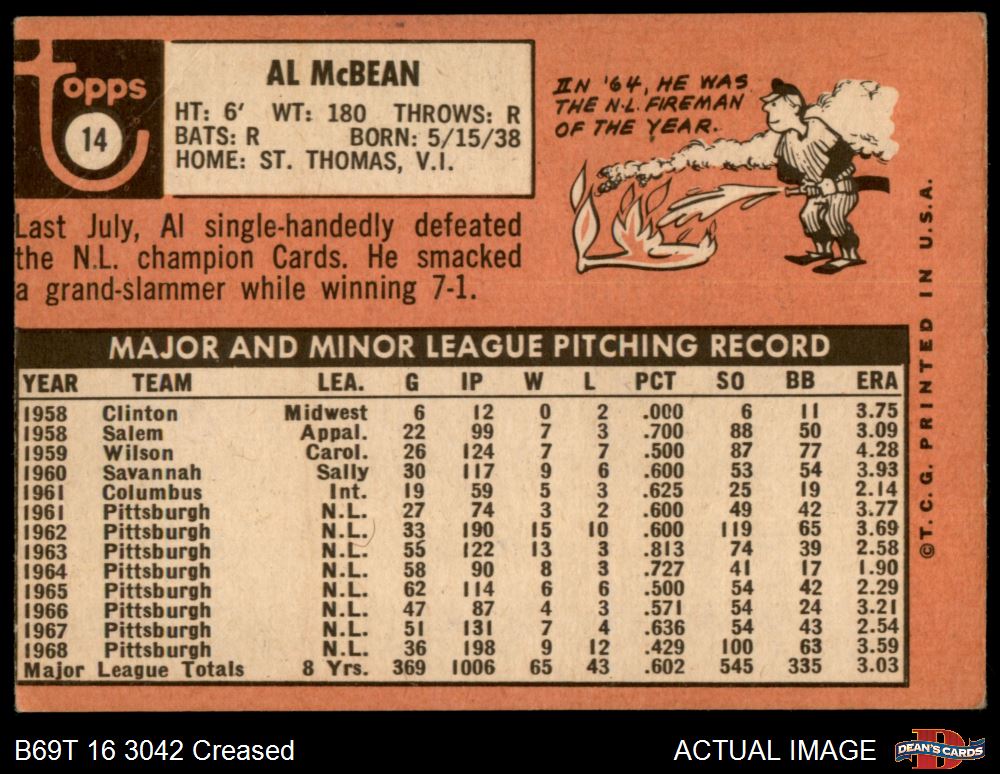 Topps
14
AL McBEAN
HT: 6' WT: 180 THROWS: R
BATS: R BORN: 5/15/38
HOME: ST. THOMAS, V.I.
IN '64, HE WAS
THE N.L. FIREMAN
OF THE YEAR.
Last July, Al single-handedly defeated
the N.L. champion Cards. He smacked
a grand-slammer while winning 7-1.
MAJOR AND MINOR LEAGUE PITCHING RECORD
YEAR TEAM LEA. G IP W L PCT SO BB ERA
1958 Clinton Midwest 6 12 0 2 .000 6 11 3.75
1958 Salem Appal. 22 99 7 3 .700 88 50 3.09
1959 Wilson Carol. 26 124 7 7 .500 87 77 4.28
1960 Savannah Sally 30 117 9 6 .600 53 54 3.93
1961 Columbus Int. 19 59 5 3 .625 25 19 2.14
1961 Pittsburgh N.L. 27 74 3 2 .600 49 42 3.77
1962 Pittsburgh N.L. 33 190 15 10 .600 119 65 3.69
1963 Pittsburgh N.L. 55 122 13 3 .813 74 39 2.58
1964 Pittsburgh N.L. 58 90 8 3 .727 41 17 1.90
1965 Pittsburgh N.L. 62 114 6 6 .500 54 42 2.29
1966 Pittsburgh N.L. 47 87 4 3 .571 54 24 3.21
1967 Pittsburgh N.L. 51 131 7 4 .636 54 43 2.54
1968 Pittsburgh N.L. 36 198 9 12 .429 100 63 3.59
Major League Totals 8 Yrs. 369 1006 65 43 .602 545 335 3.03
©T.C.G. PRINTED IN U.S.A.
B69T 16 3042 Creased
ACTUAL IMAGE
D
DEAN'S CARDS